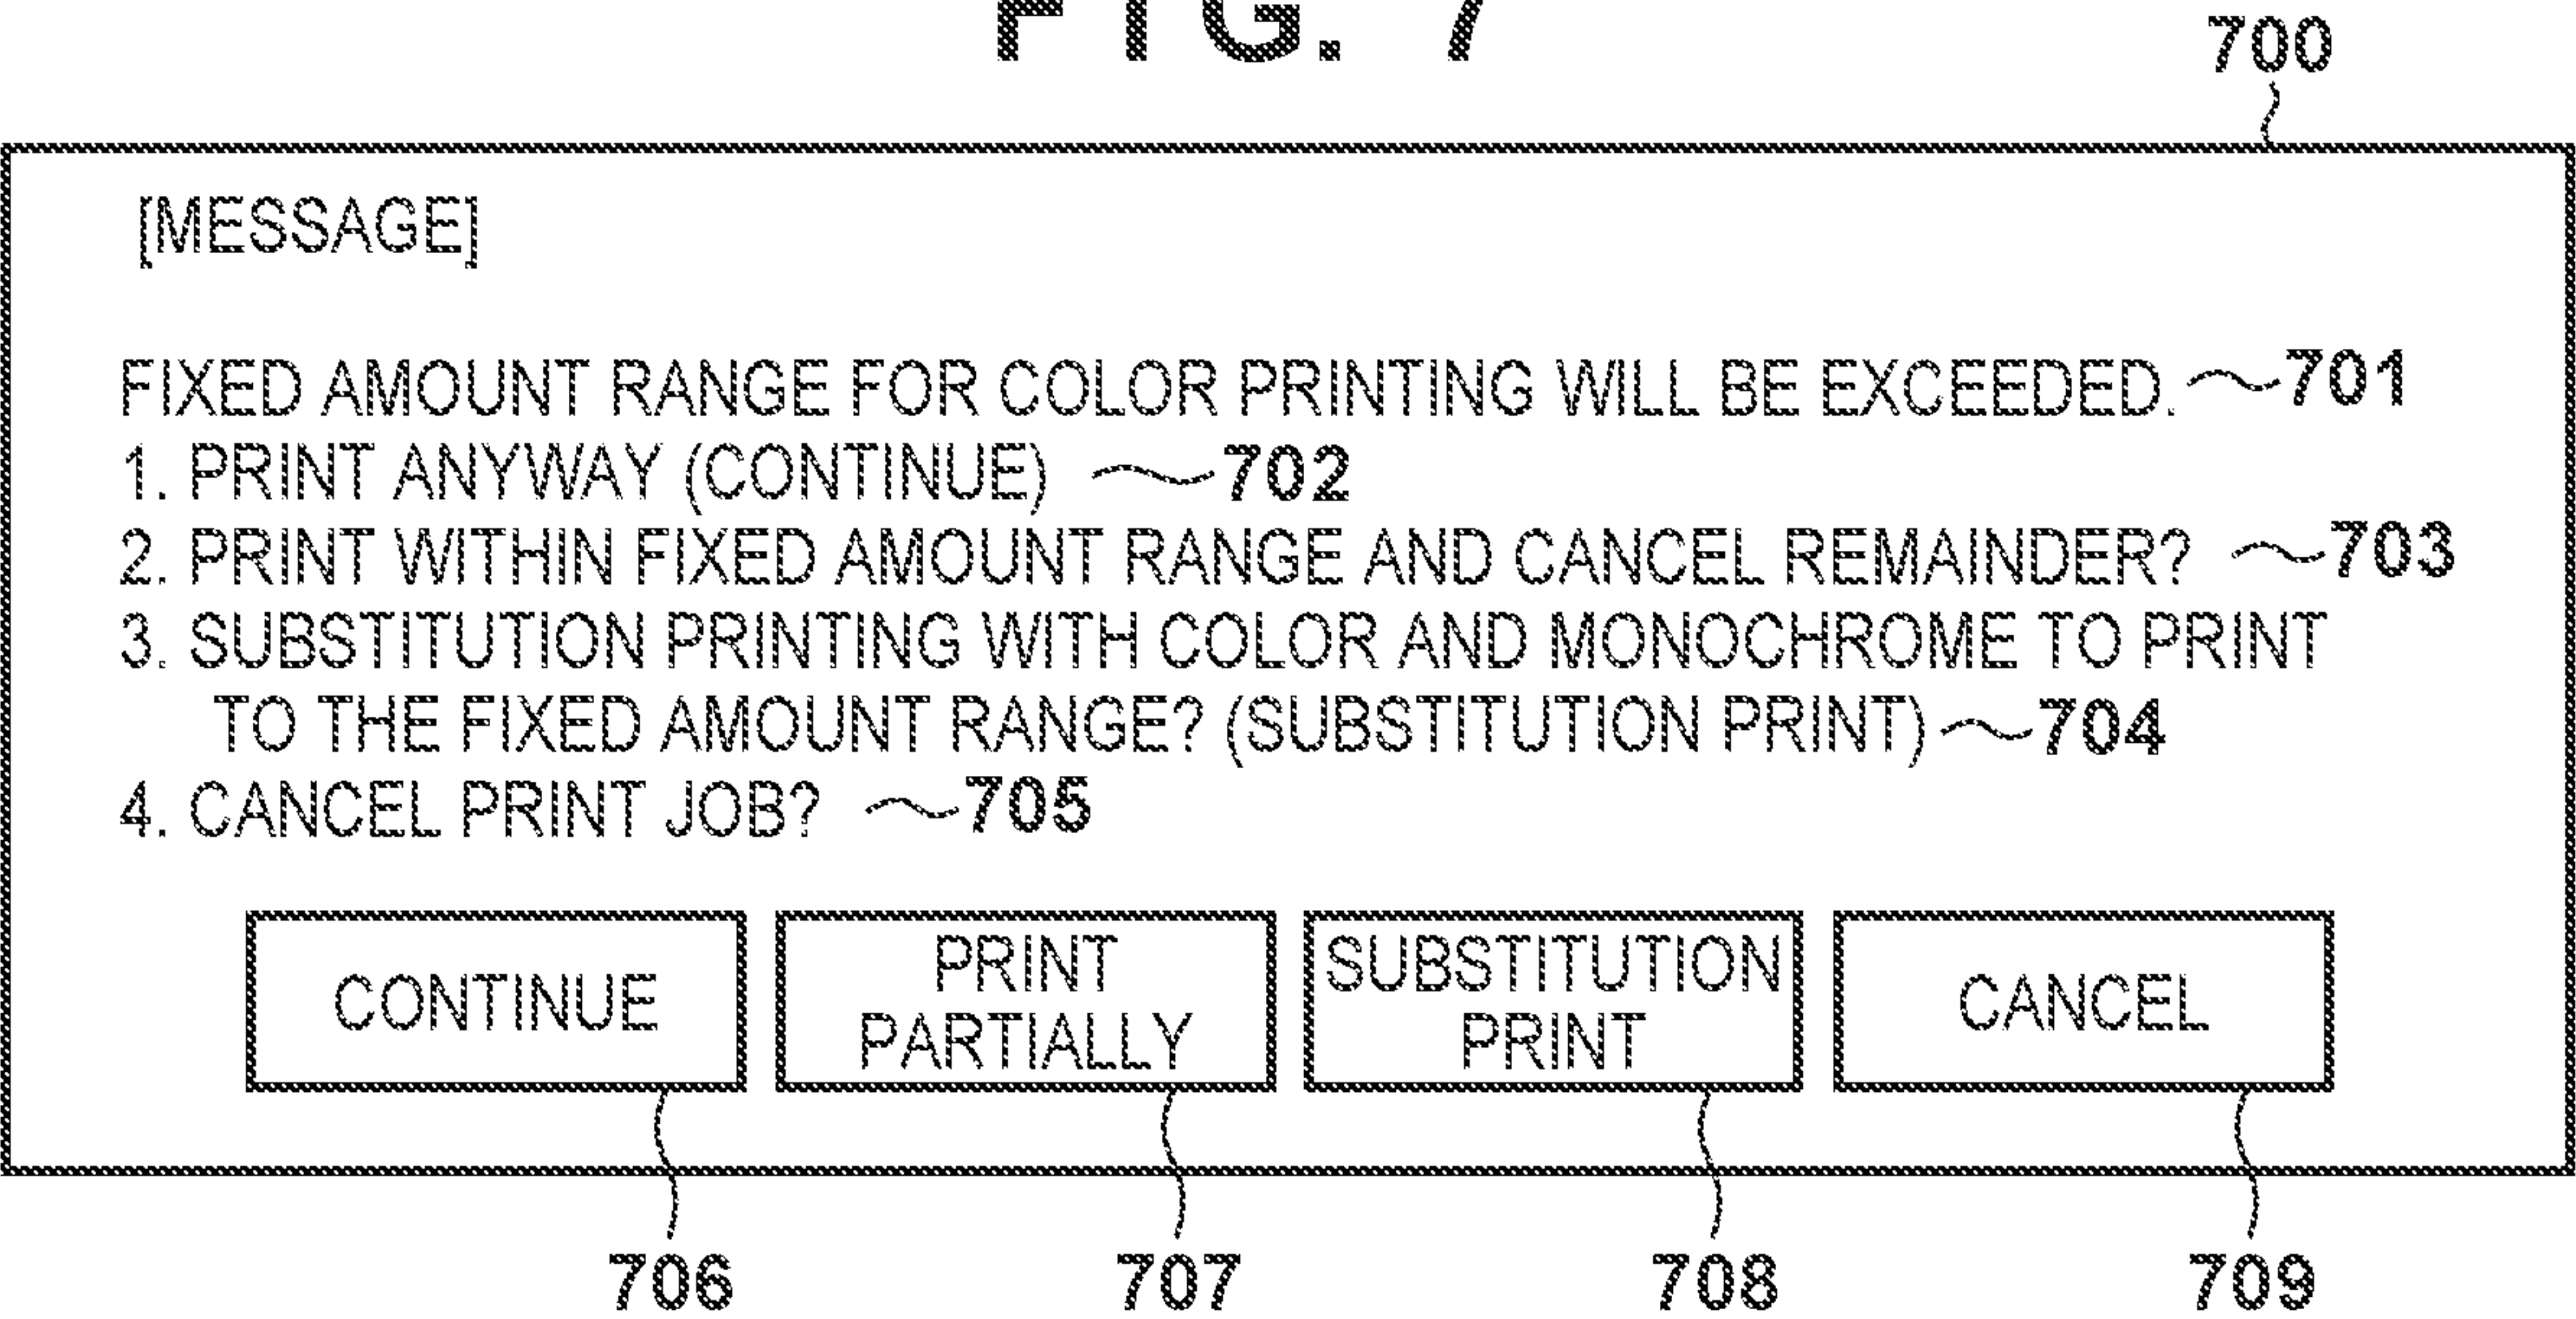 FIG. 7
700
[MESSAGE]
FIXED AMOUNT RANGE FOR COLOR PRINTING WILL BE EXCEEDED. 701
1. PRINT ANYWAY (CONTINUE) 702
2. PRINT WITHIN FIXED AMOUNT RANGE AND CANCEL REMAINDER? 703
3. SUBSTITUTION PRINTING WITH COLOR AND MONOCHROME TO PRINT
TO THE FIXED AMOUNT RANGE? (SUBSTITUTION PRINT) 704
4. CANCEL PRINT JOB? 705
CONTINUE
PRINT
PARTIALLY
SUBSTITUTION
PRINT
CANCEL
706 707 708 709